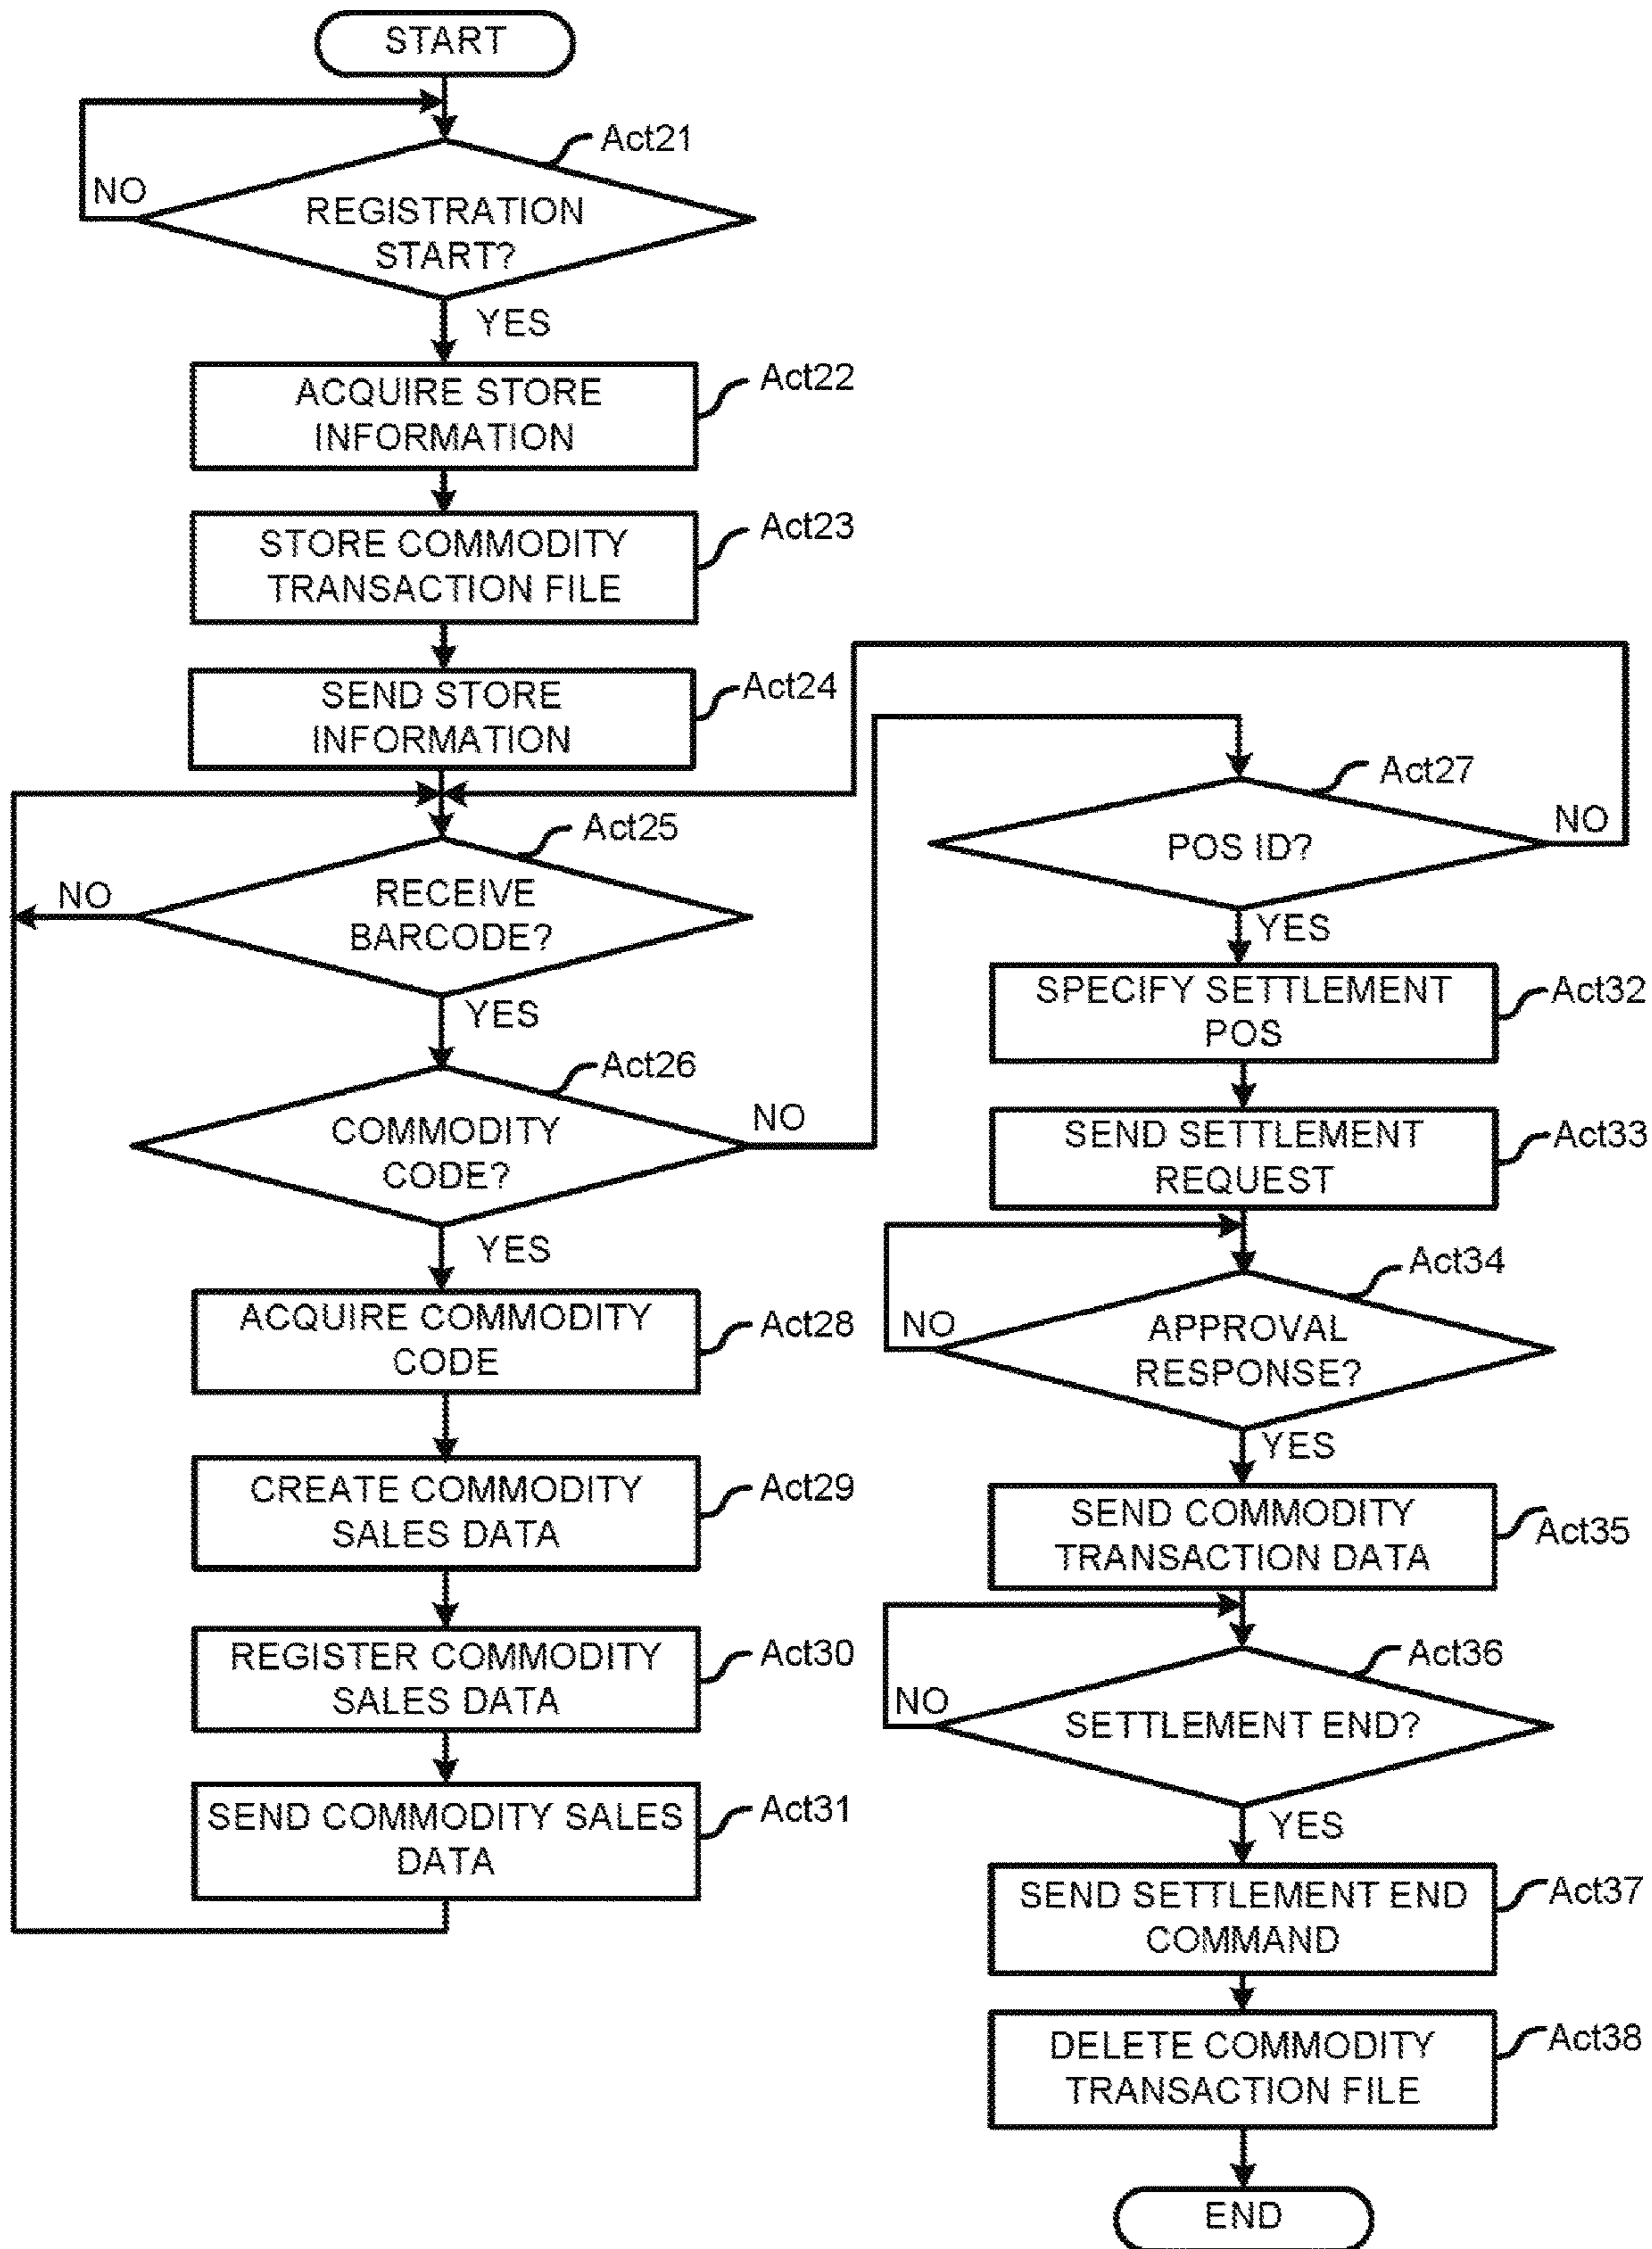 START
Act21
NO
REGISTRATION
START?
YES
Act22
ACQUIRE STORE
INFORMATION
Act23
STORE COMMODITY
TRANSACTION FILE
Act24
SEND STORE
INFORMATION
Act25
NO
RECEIVE
BARCODE?
YES
Act26
NO
COMMODITY
CODE?
YES
ACQUIRE COMMODITY
CODE
Act28
CREATE COMMODITY
SALES DATA
Act29
REGISTER COMMODITY
SALES DATA
Act30
SEND COMMODITY SALES
DATA
Act31
Act27
NO
POS ID?
YES
SPECIFY SETTLEMENT
POS
Act32
SEND SETTLEMENT
REQUEST
Act33
Act34
NO
APPROVAL
RESPONSE?
YES
SEND COMMODITY
TRANSACTION DATA
Act35
Act36
NO
SETTLEMENT END?
YES
SEND SETTLEMENT END
COMMAND
Act37
DELETE COMMODITY
TRANSACTION FILE
Act38
END